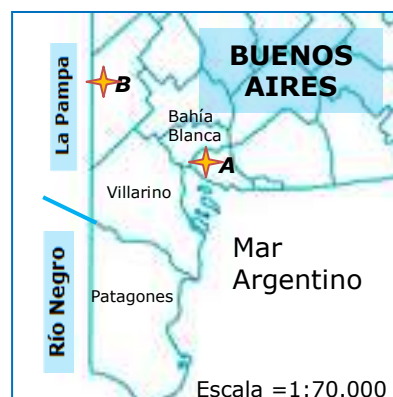 BUENOS
AIRES
La Pampa
B
Bahía
Blanca
A
Villarino
Mar
Argentino
Río Negro
Patagones
Escala =1:70.000